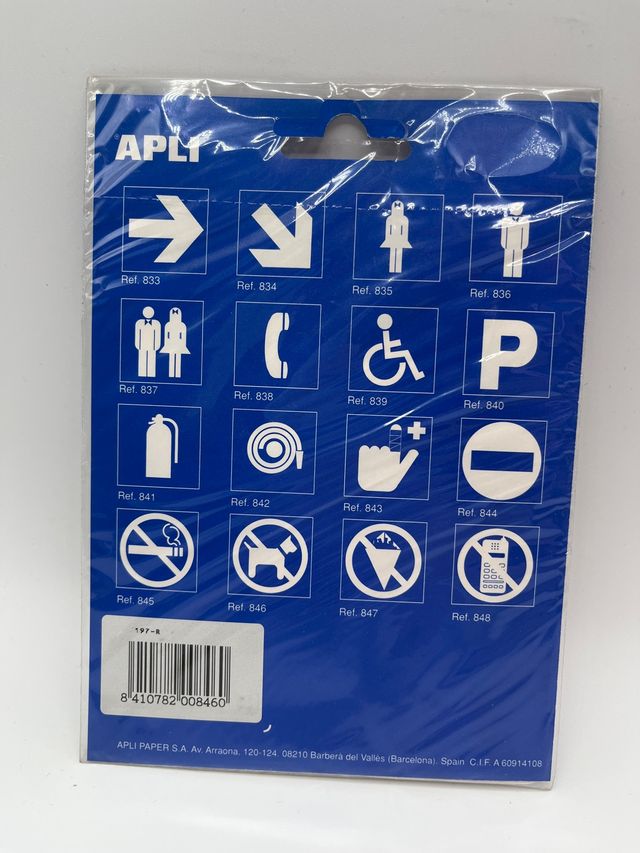 APLI
Ref. 833
Ref. 834
Ref. 835
Ref. 836
Ref. 837
Ref. 838
Ref. 839
P
Ref. 840
Ref. 841
Ref. 842
Ref. 843
Ref. 844
Ref. 845
Ref. 846
Ref. 847
Ref. 848
197-R
8 410782 008460
APLI PAPER S.A. Av. Arraona, 120-124. 08210 Barberà del Vallès (Barcelona). Spain C.I.F. A 60914108